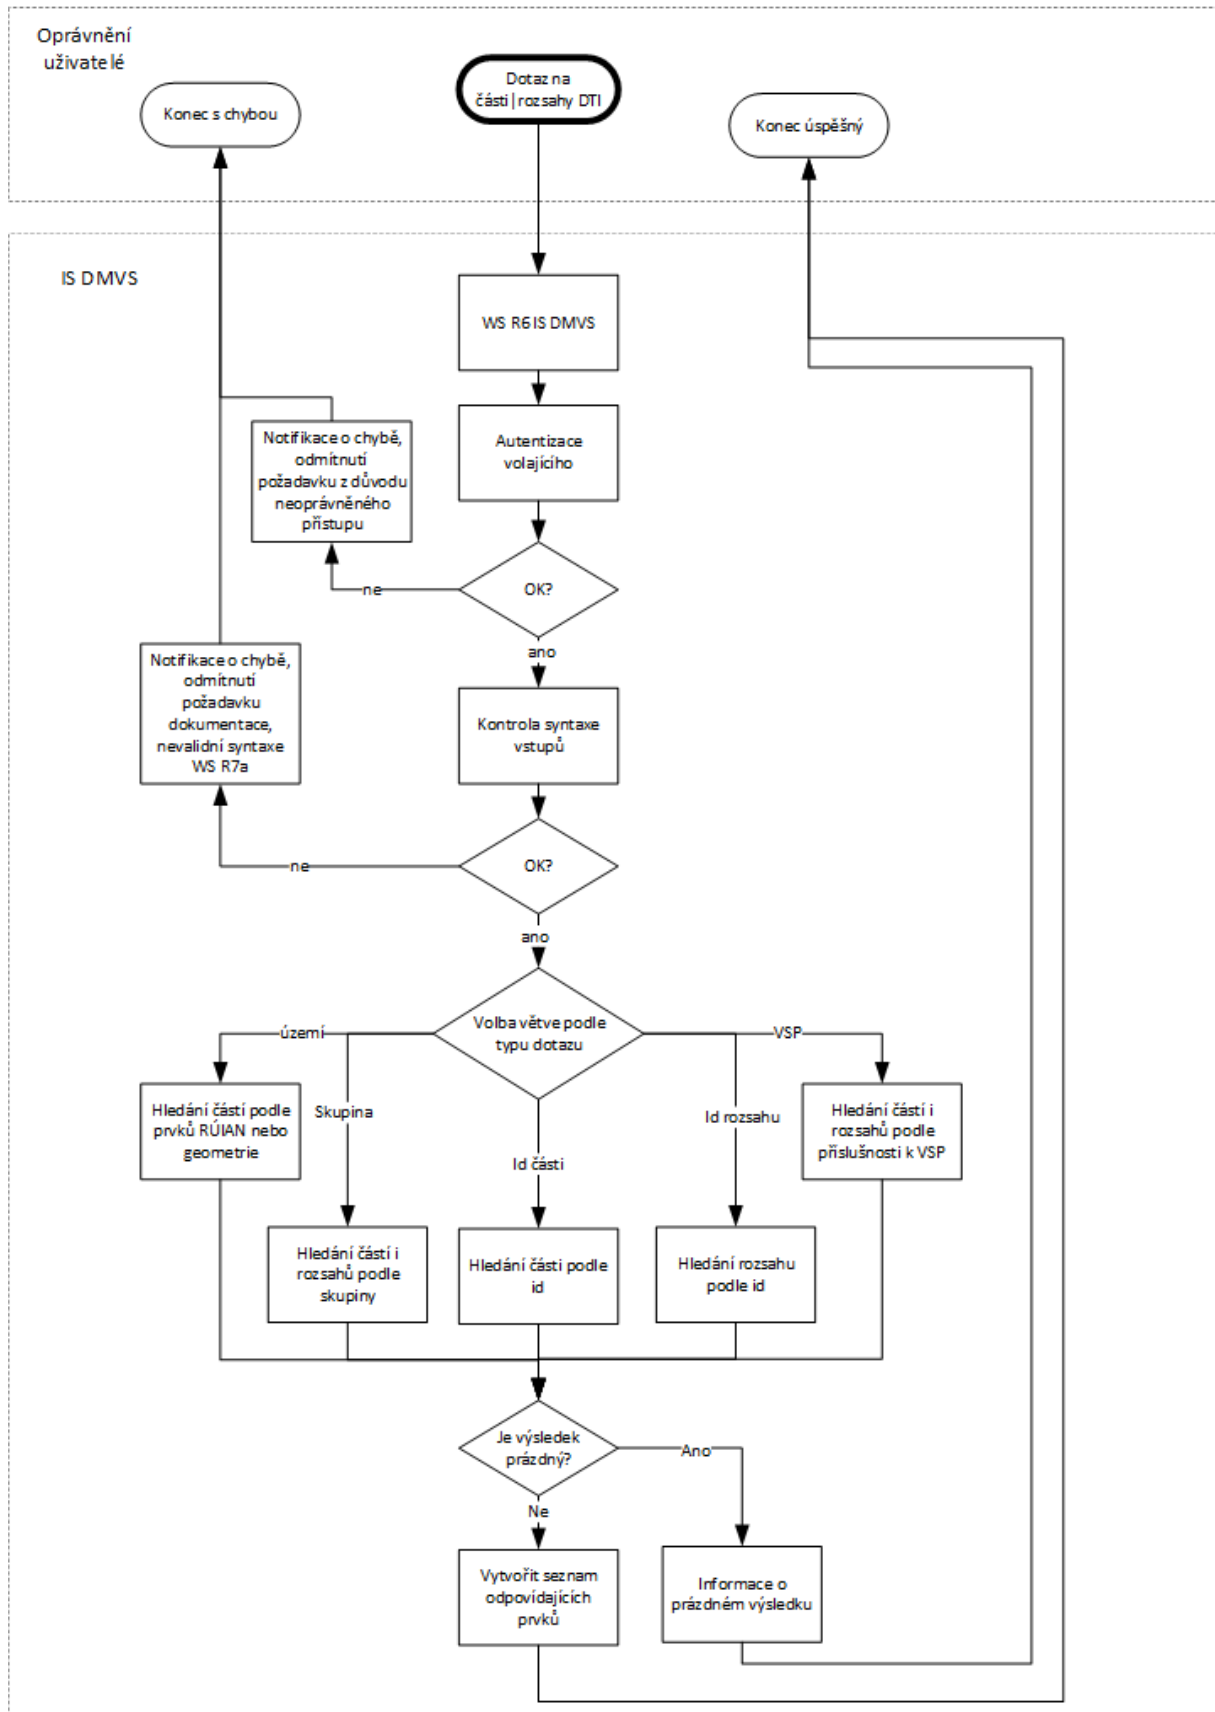 Oprávnění
uživatelé
Dotaz na
části|rozsahy DTI
Konec s chybou
Konec úspěšný
IS DMVS
WS R6 IS DMVS
Autentizace
volajícího
Notifikace o chybě,
odmítnutí
požadavku z důvodu
neoprávněného
přístupu
OK?
ne
ano
Notifikace o chybě,
odmítnutí
požadavku
dokumentace,
nevalidní syntaxe
WS R7a
Kontrola syntaxe
vstupů
OK?
ne
ano
Volba větve podle
typu dotazu
území
VSP
Skupina
Id rozsahu
Id části
Hledání částí podle
prvků RÚIAN nebo
geometrie
Hledání částí i
rozsahů podle
příslušnosti k VSP
Hledání částí i
rozsahů podle
skupiny
Hledání části podle
id
Hledání rozsahu
podle id
Je výsledek
prázdný?
Ano
Ne
Vytvořit seznam
odpovídajících
prvků
Informace o
prázdném výsledku